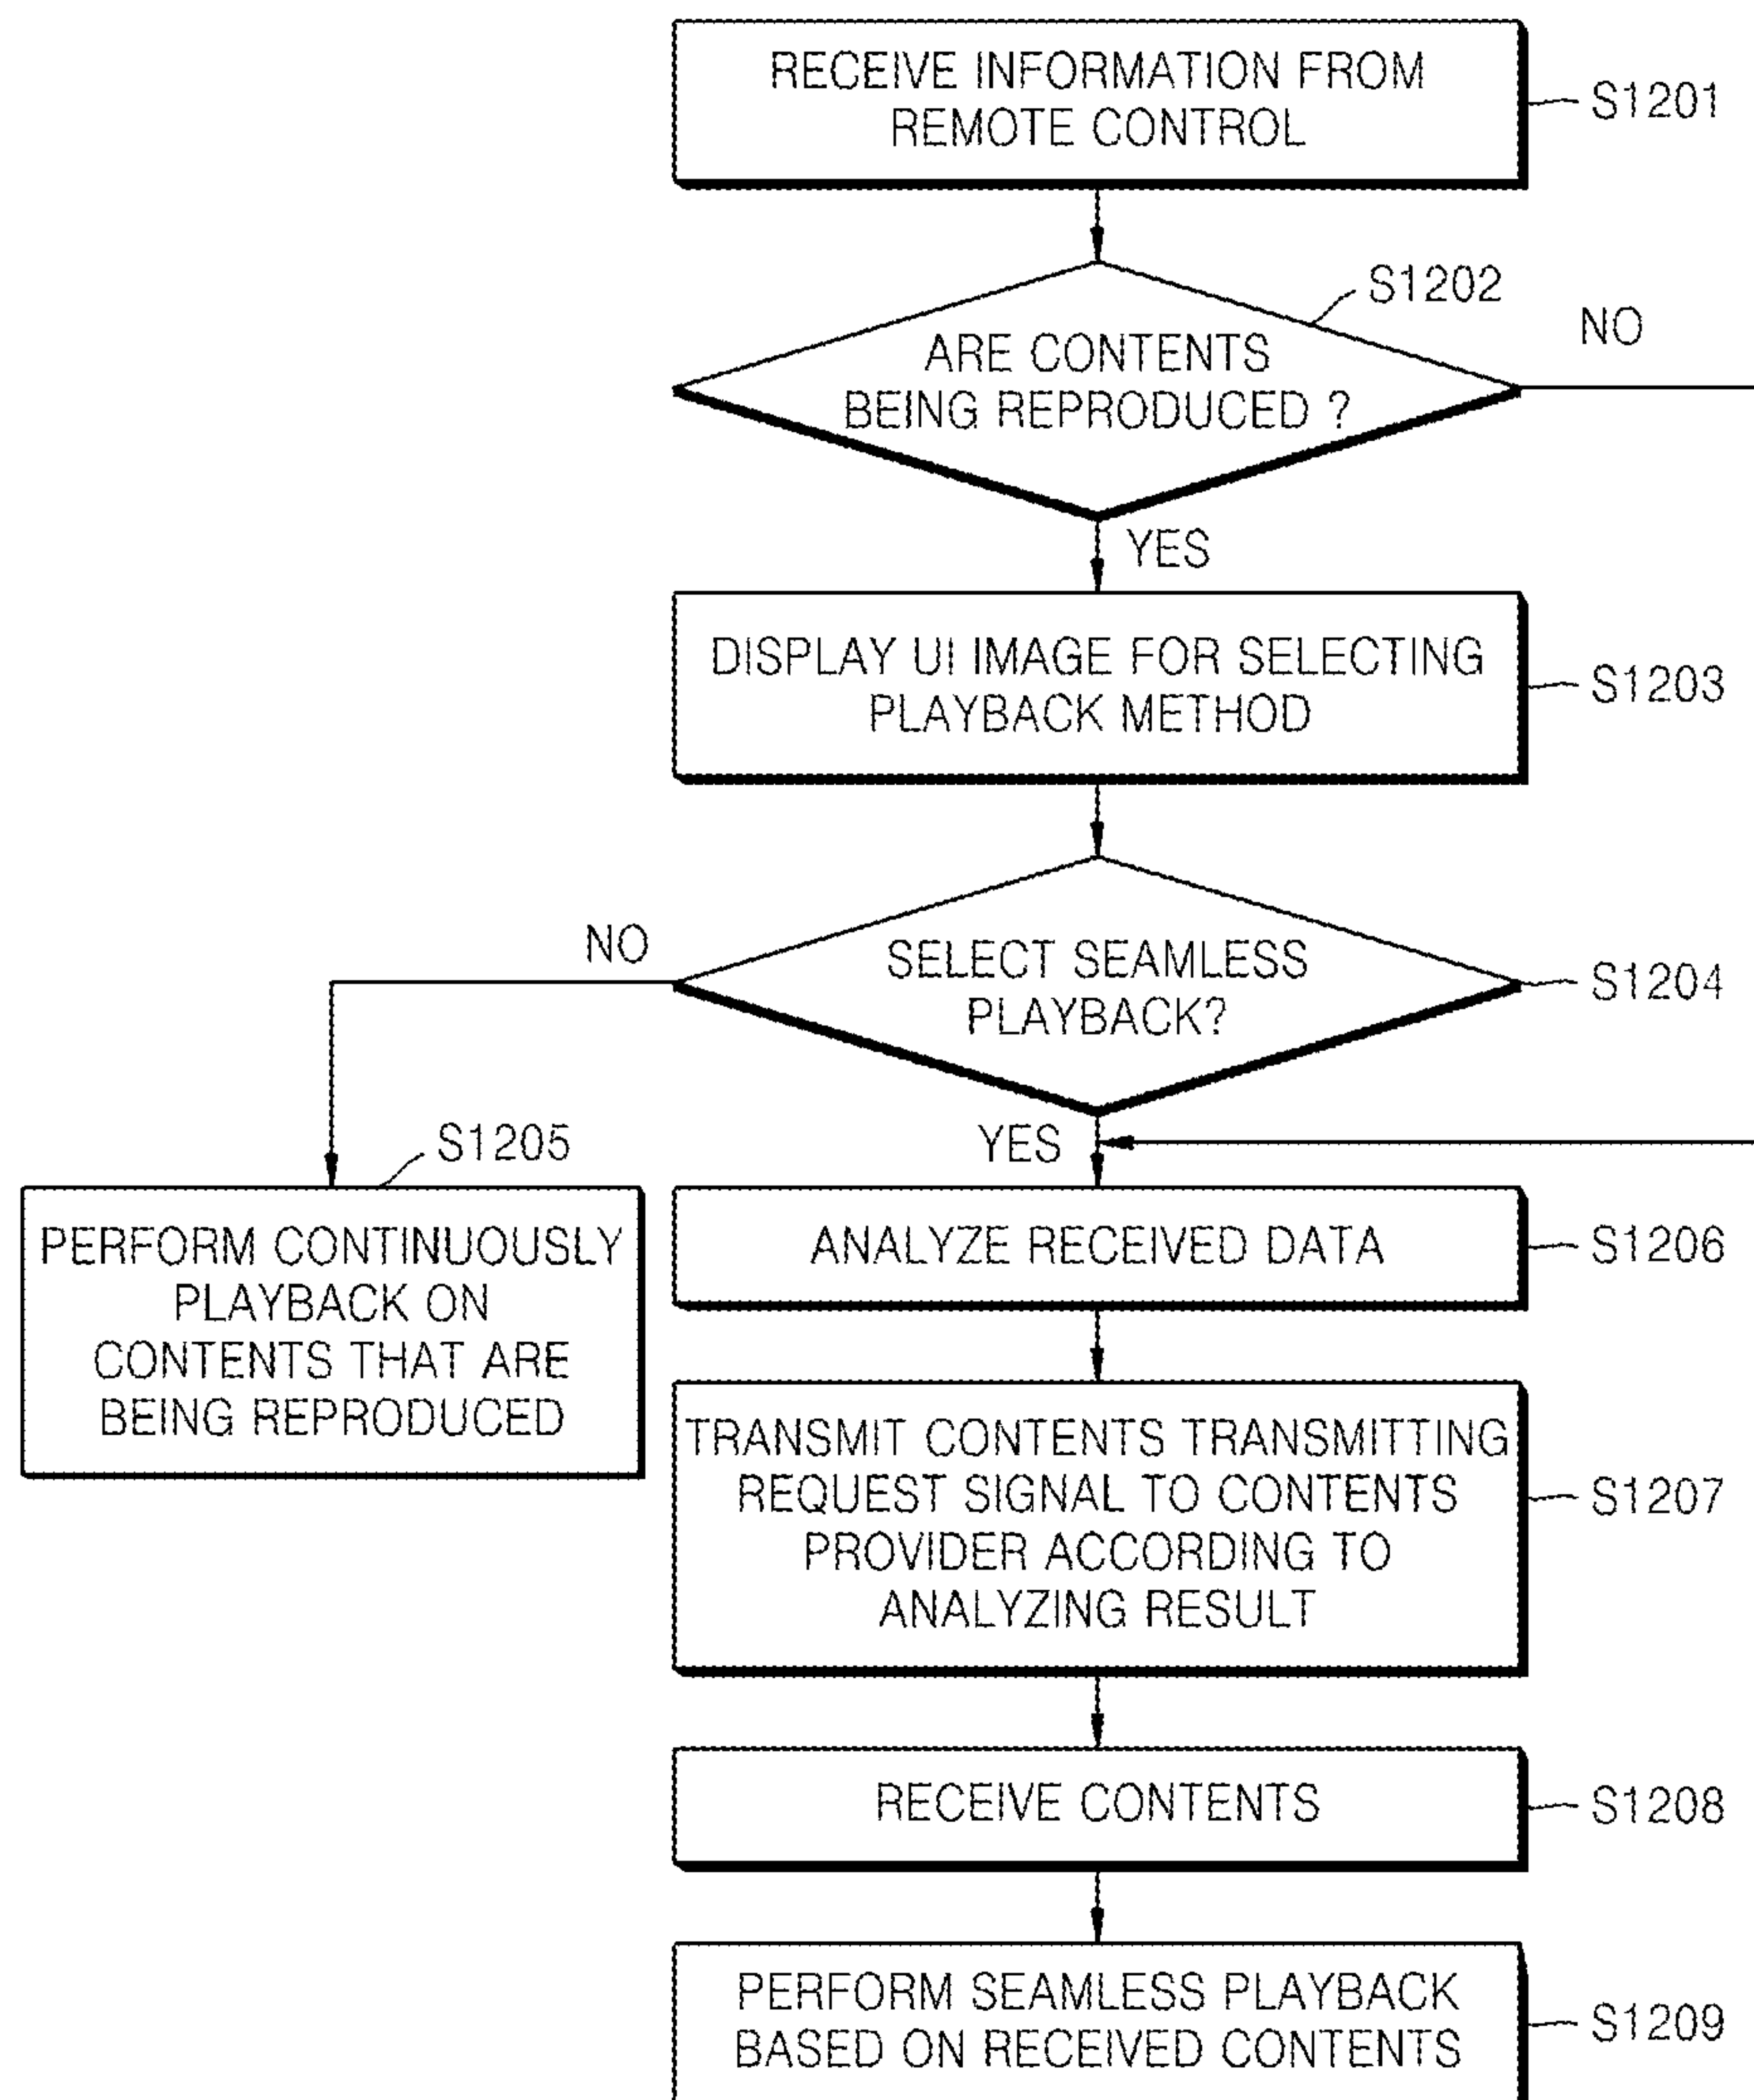 RECEIVE INFORMATION FROM
REMOTE CONTROL
S1201
S1202
ARE CONTENTS
BEING REPRODUCED ?
NO
YES
DISPLAY UI IMAGE FOR SELECTING
PLAYBACK METHOD
S1203
NO
SELECT SEAMLESS
PLAYBACK?
S1204
YES
S1205
PERFORM CONTINUOUSLY
PLAYBACK ON
CONTENTS THAT ARE
BEING REPRODUCED
ANALYZE RECEIVED DATA
S1206
TRANSMIT CONTENTS TRANSMITTING
REQUEST SIGNAL TO CONTENTS
PROVIDER ACCORDING TO
ANALYZING RESULT
S1207
RECEIVE CONTENTS
S1208
PERFORM SEAMLESS PLAYBACK
BASED ON RECEIVED CONTENTS
S1209